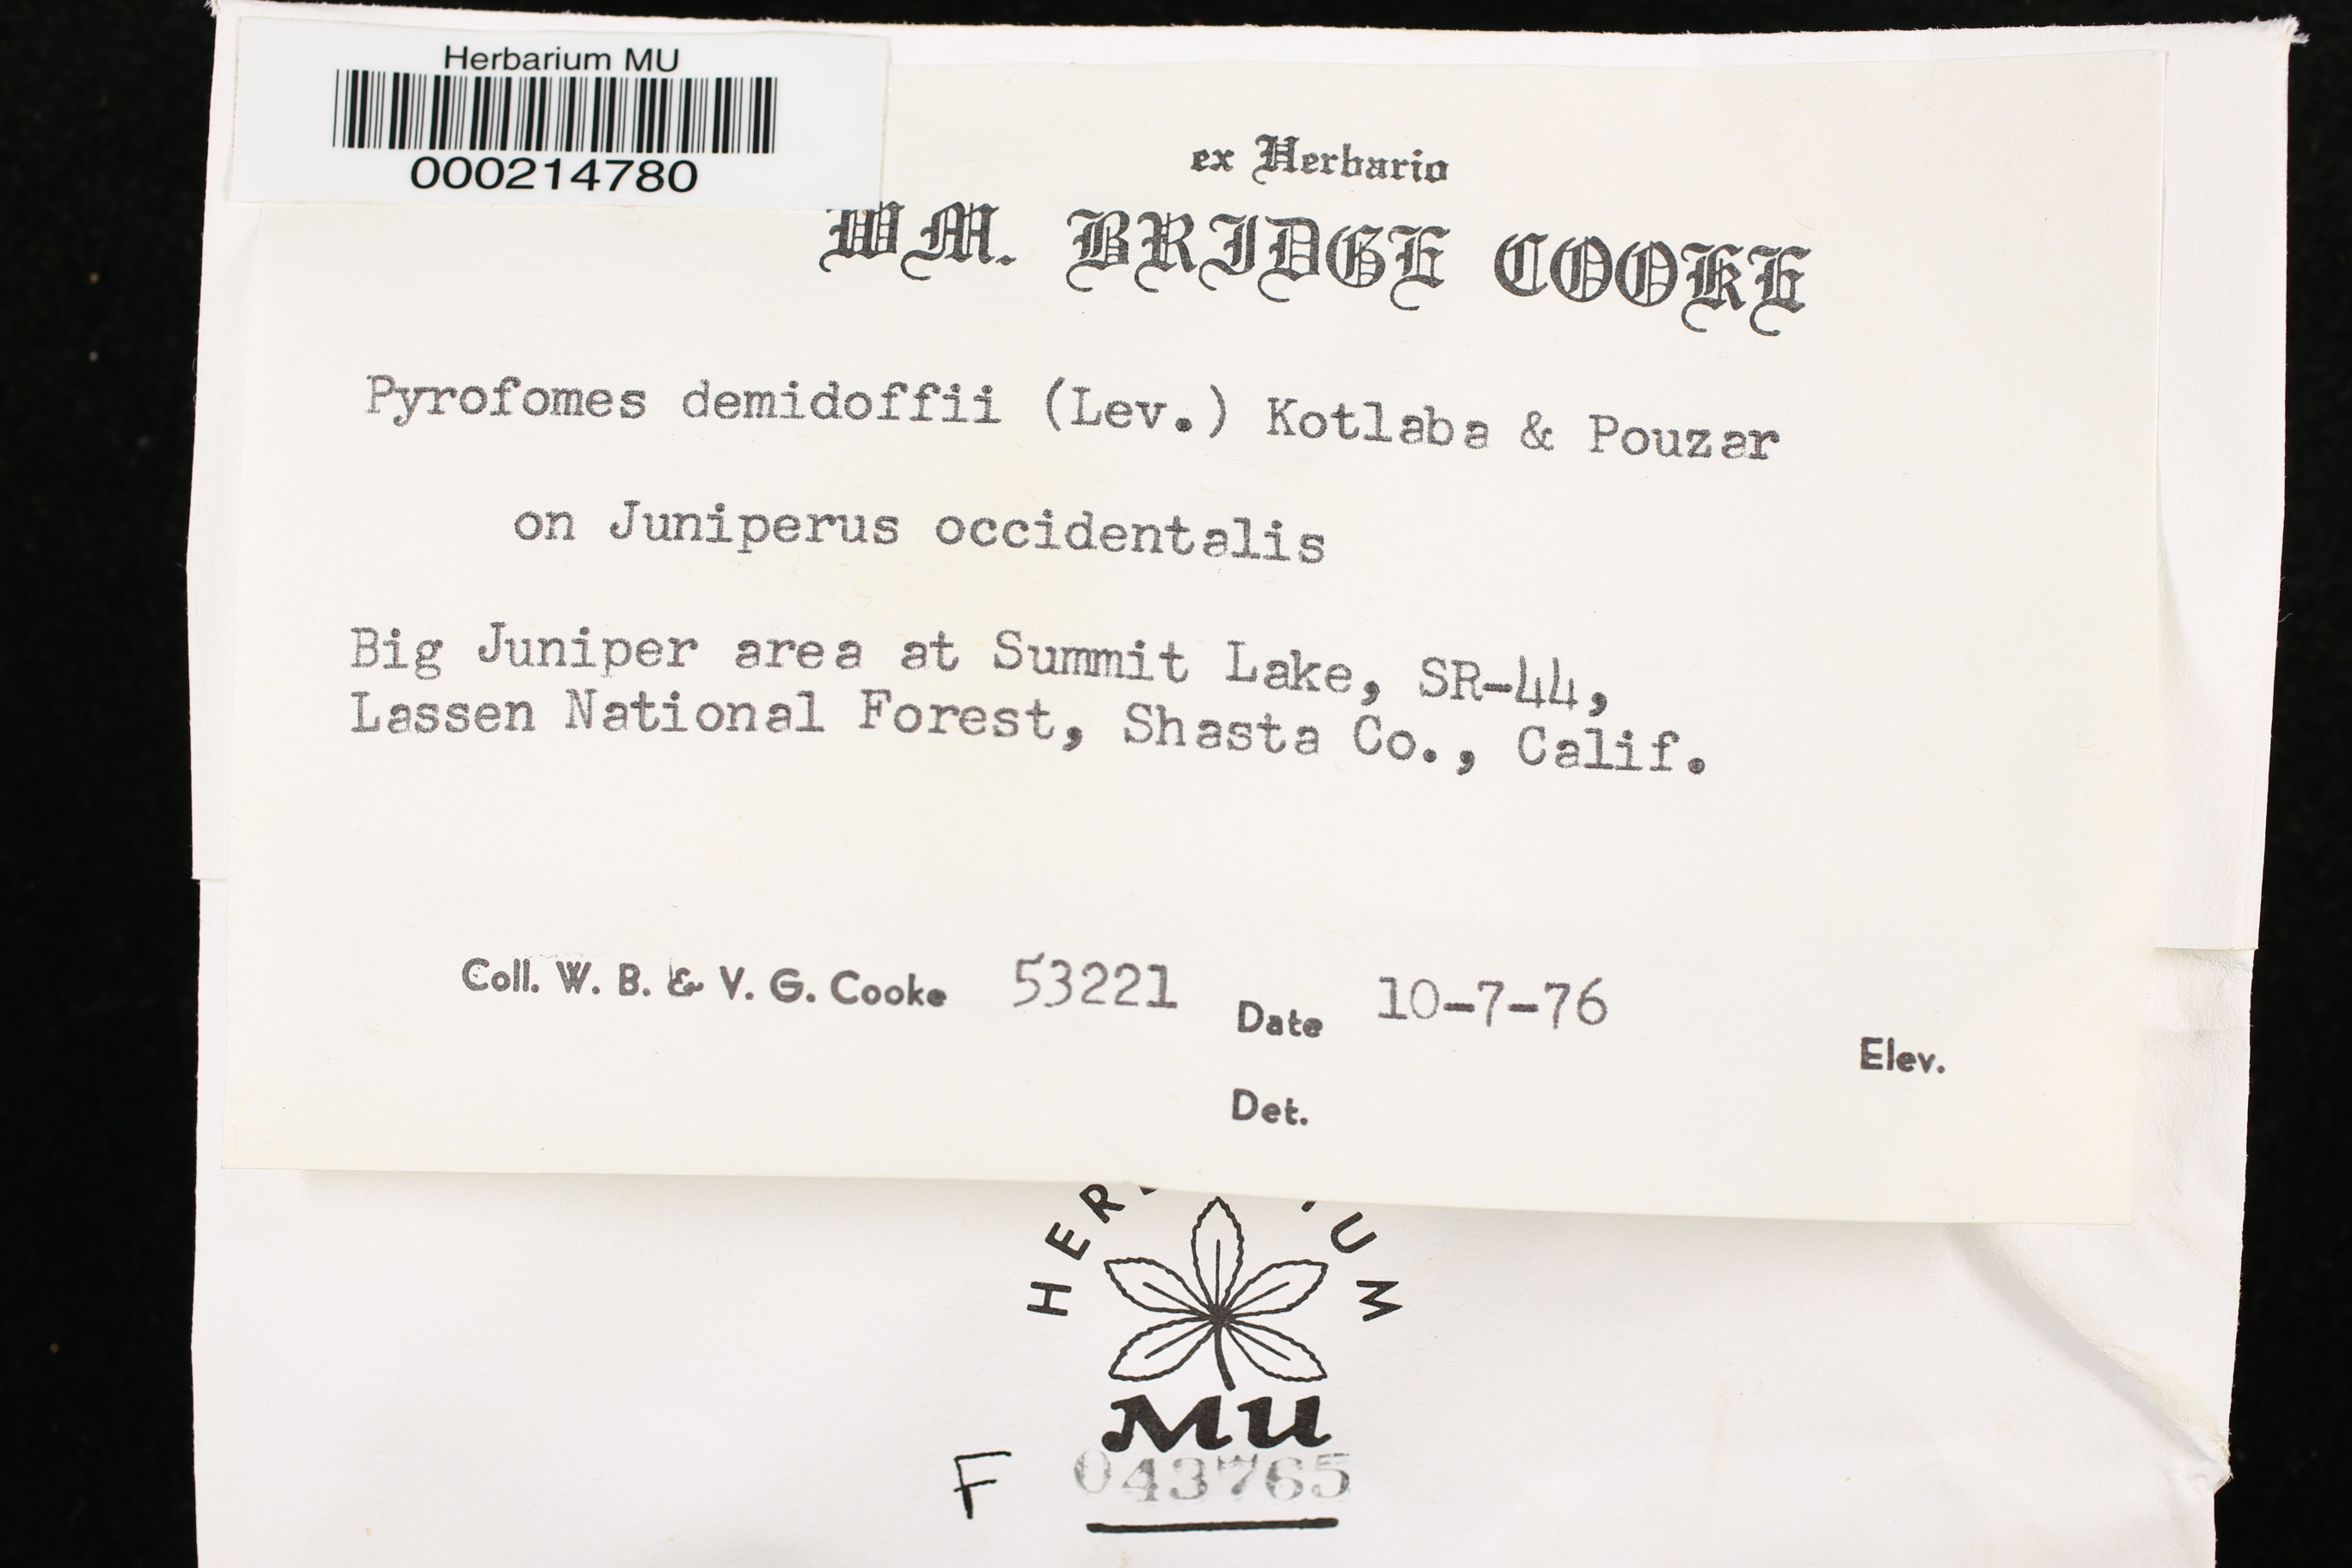 Herbarium MU
000214780
ex Herbario
WM. BRIDGE COOKE
Pyrofomes demidoffii (Lev.) Kotlaba & Pouzar
on Juniperus occidentalis
Big Juniper area at Summit Lake, SR-44,
Lassen National Forest, Shasta Co., Calif.
Coll. W. B. & V. G. Cooke 53221 Date 10-7-76 Elev.
Det.
MU
F 043765